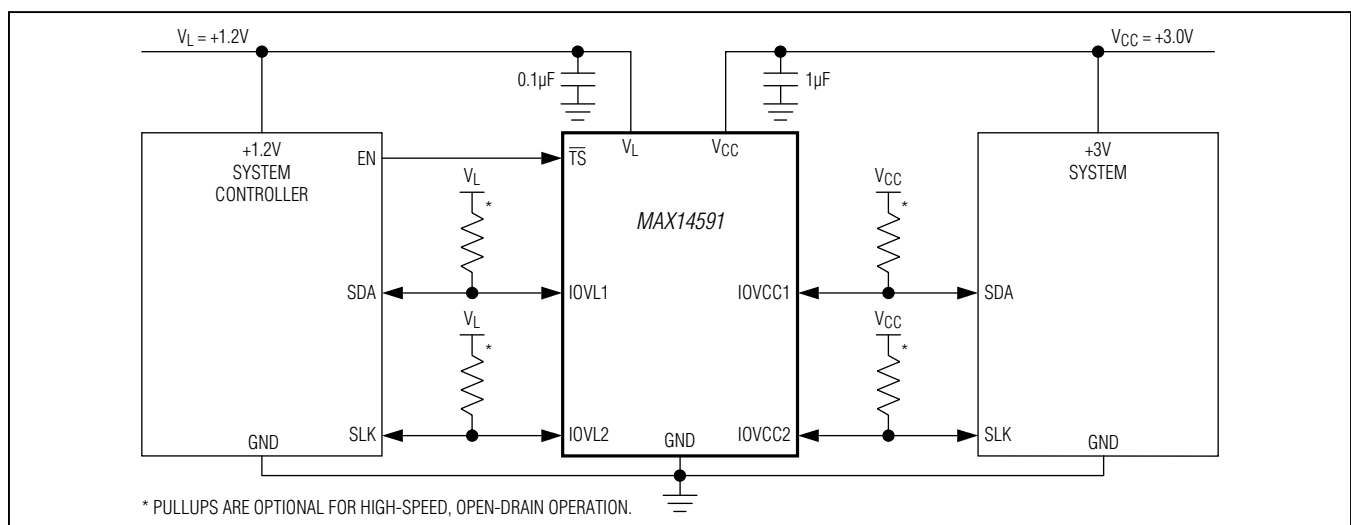 VL = +1.2V
VCC = +3.0V
0.1µF
1µF
+1.2V
SYSTEM
CONTROLLER
EN
SDA
SLK
GND
VL
*
VL
*
T̅S̅
VL
VCC
MAX14591
IOVL1
IOVL2
IOVCC1
IOVCC2
GND
VCC
*
VCC
*
+3V
SYSTEM
SDA
SLK
GND
* PULLUPS ARE OPTIONAL FOR HIGH-SPEED, OPEN-DRAIN OPERATION.